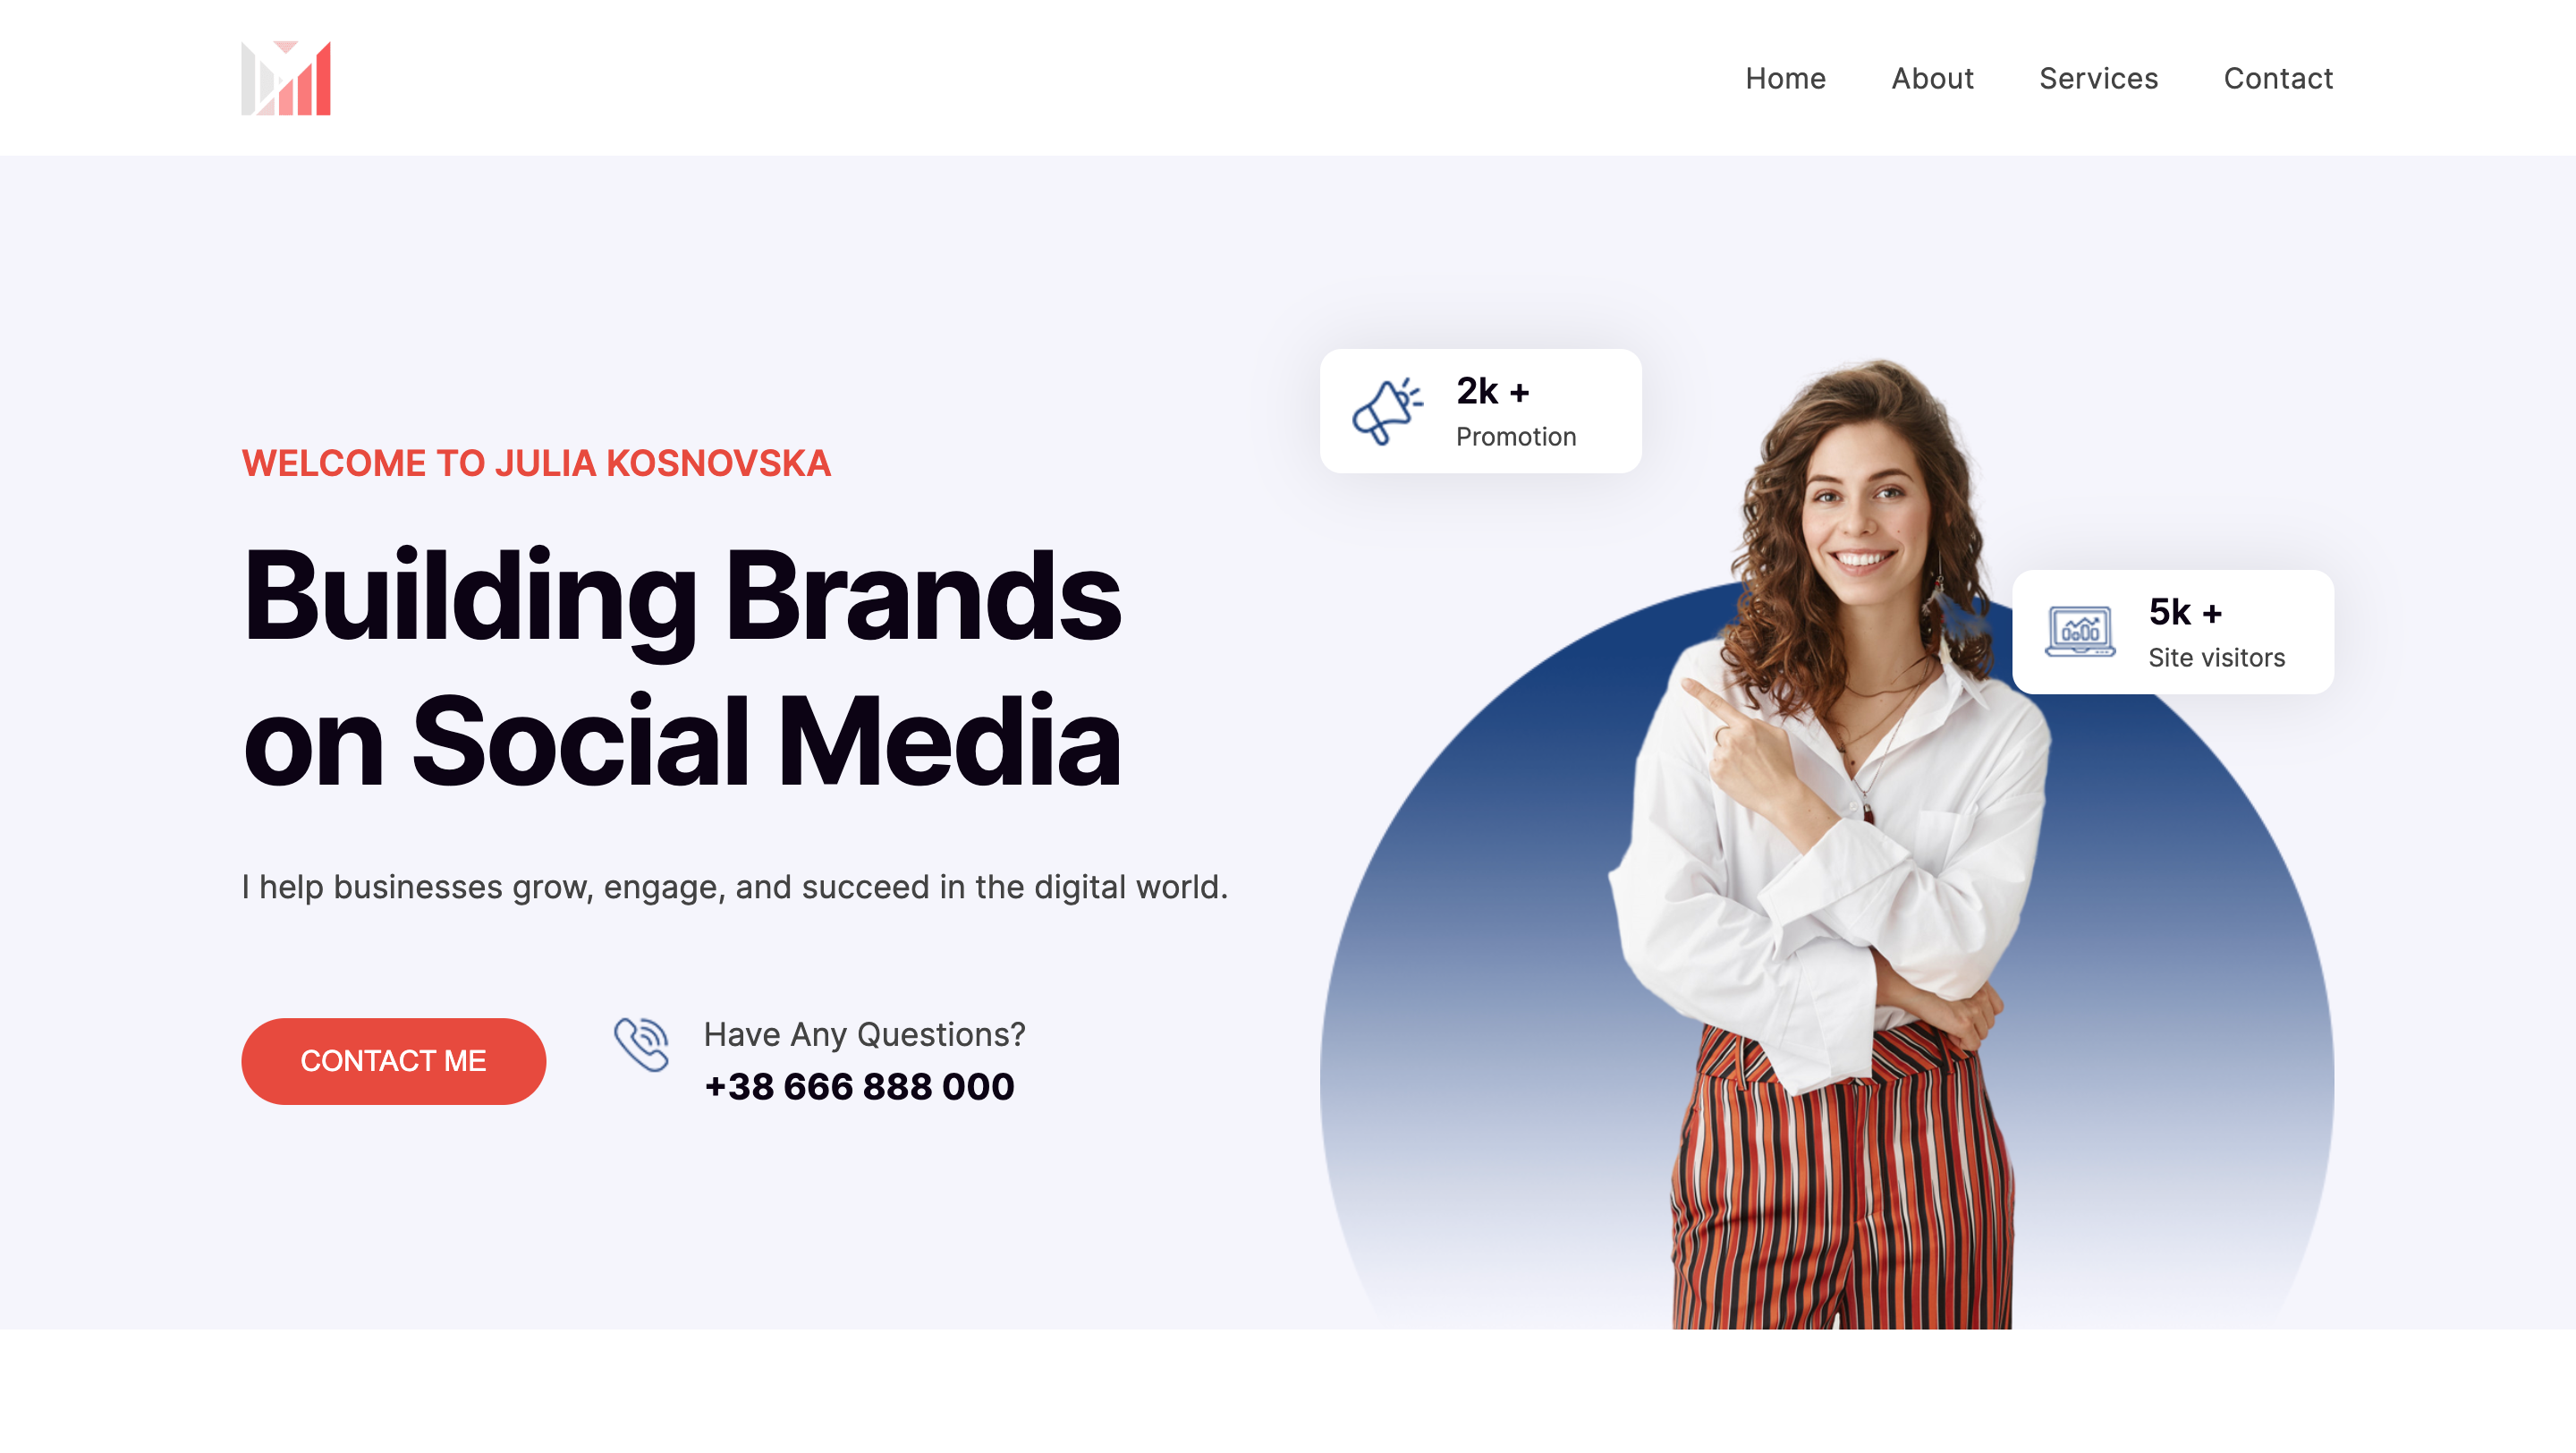 Home About Services Contact
WELCOME TO JULIA KOSNOVSKA
Building Brands
on Social Media
I help businesses grow, engage, and succeed in the digital world.
CONTACT ME
Have Any Questions?
+38 666 888 000
2k +
Promotion
5k +
Site visitors